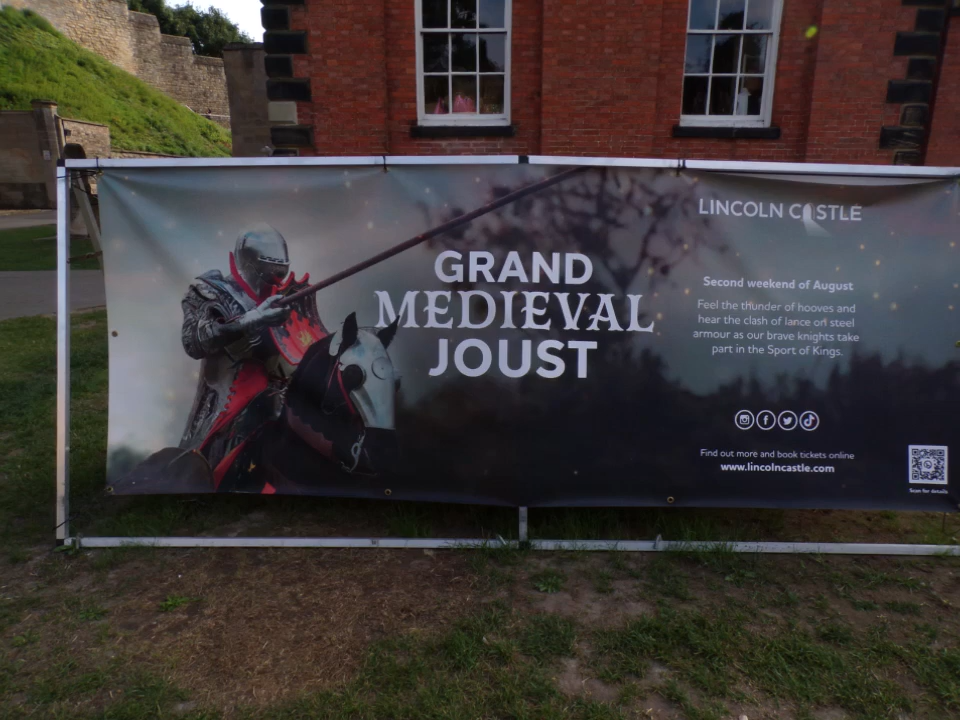 GRAND
MEDIEVAL
JOUST
LINCOLN CASTLE
Second weekend of August
Feel the thunder of hooves and
hear the clash of lance on steel
armour as our brave knights take
part in the Sport of Kings.
Find out more and book tickets online
www.lincolncastle.com
Scan for details